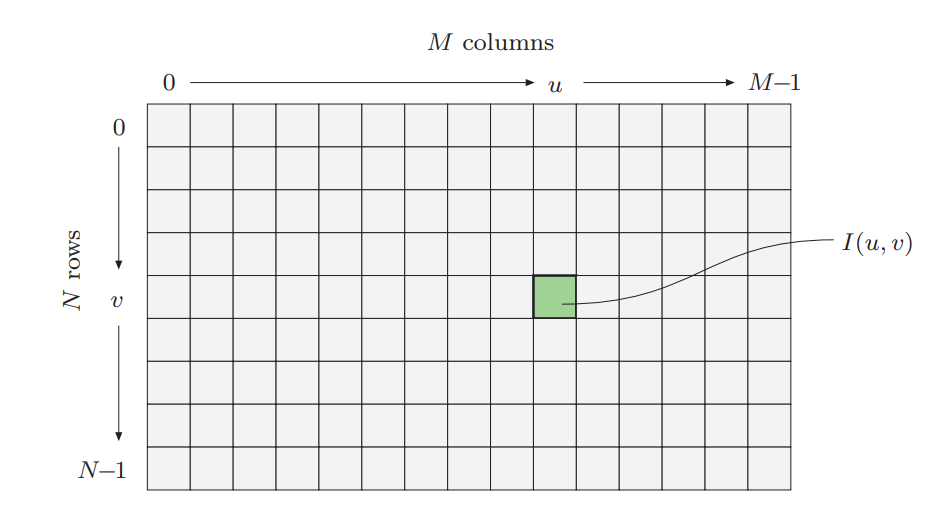 M columns
0 u M−1
0
N rows
v
N−1
I(u, v)